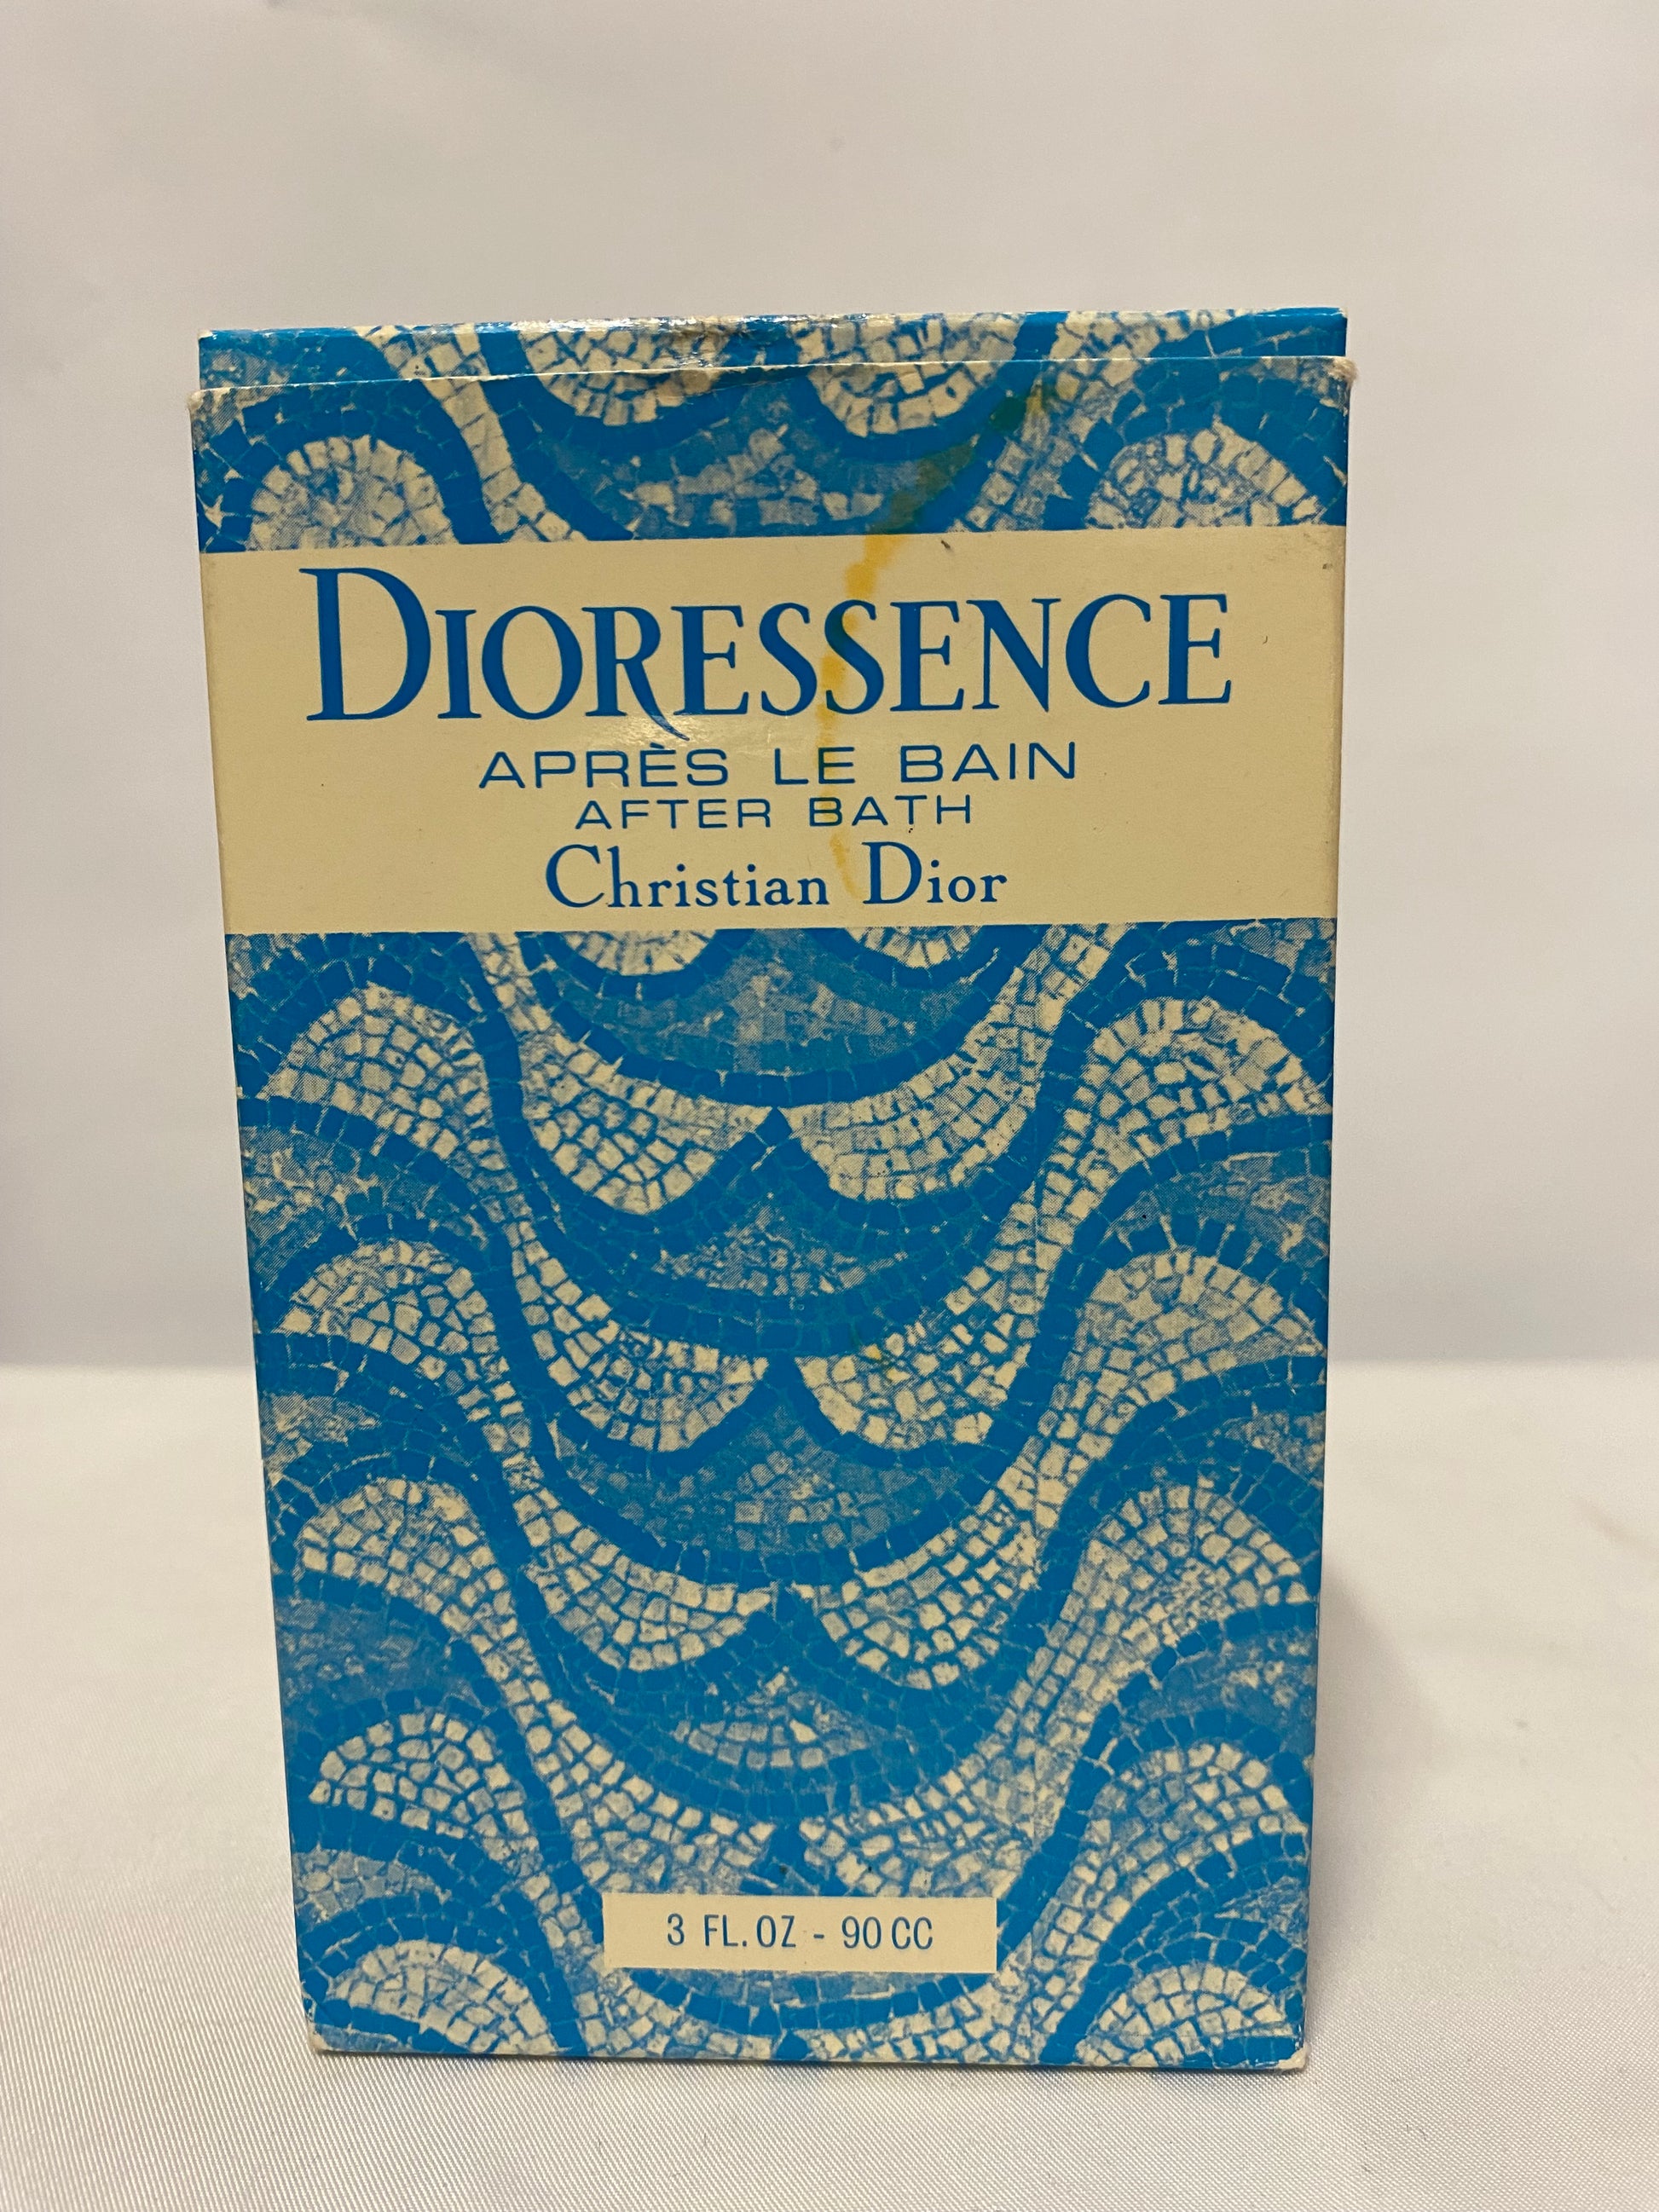 DIORESSENCE
APRÈS LE BAIN
AFTER BATH
Christian Dior
3 FL. OZ - 90 CC